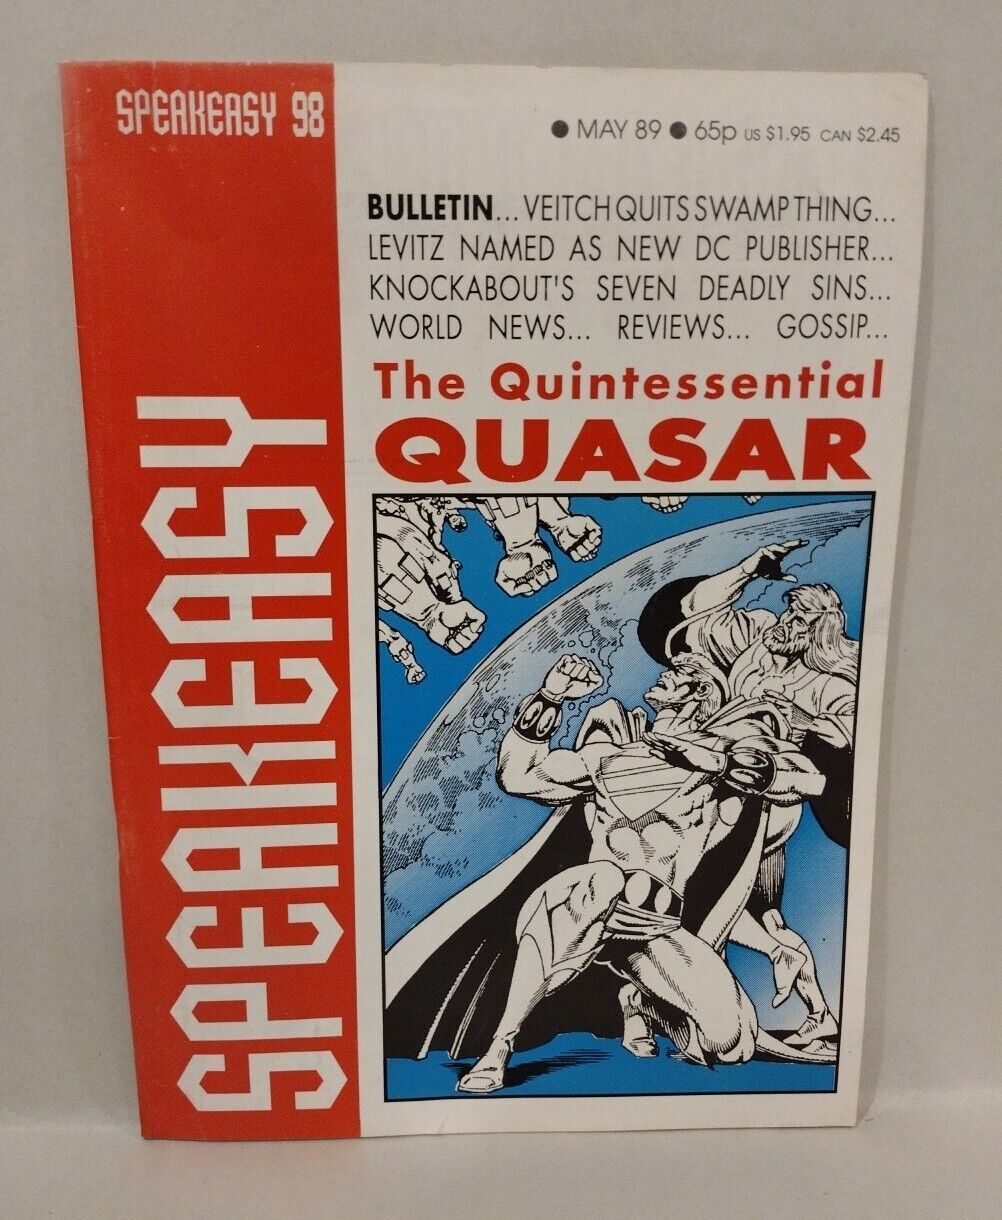 SPEAKEASY 98
● MAY 89 ● 65p US $1.95 CAN $2.45
BULLETIN... VEITCH QUITS SWAMP THING...
LEVITZ NAMED AS NEW DC PUBLISHER...
KNOCKABOUT'S SEVEN DEADLY SINS...
WORLD NEWS... REVIEWS... GOSSIP...
The Quintessential
QUASAR
SPEAKEASY